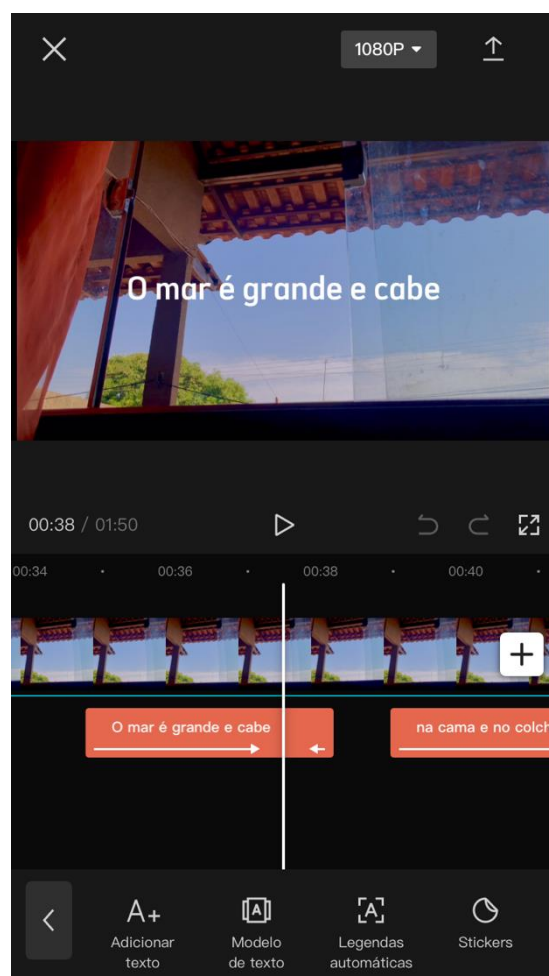 1080P
O mar é grande e cabe
00:38 / 01:50
00:34 00:36 00:38 00:40
O mar é grande e cabe na cama e no colch
A+ A A
Adicionar Modelo Legendas Stickers
texto de texto automáticas